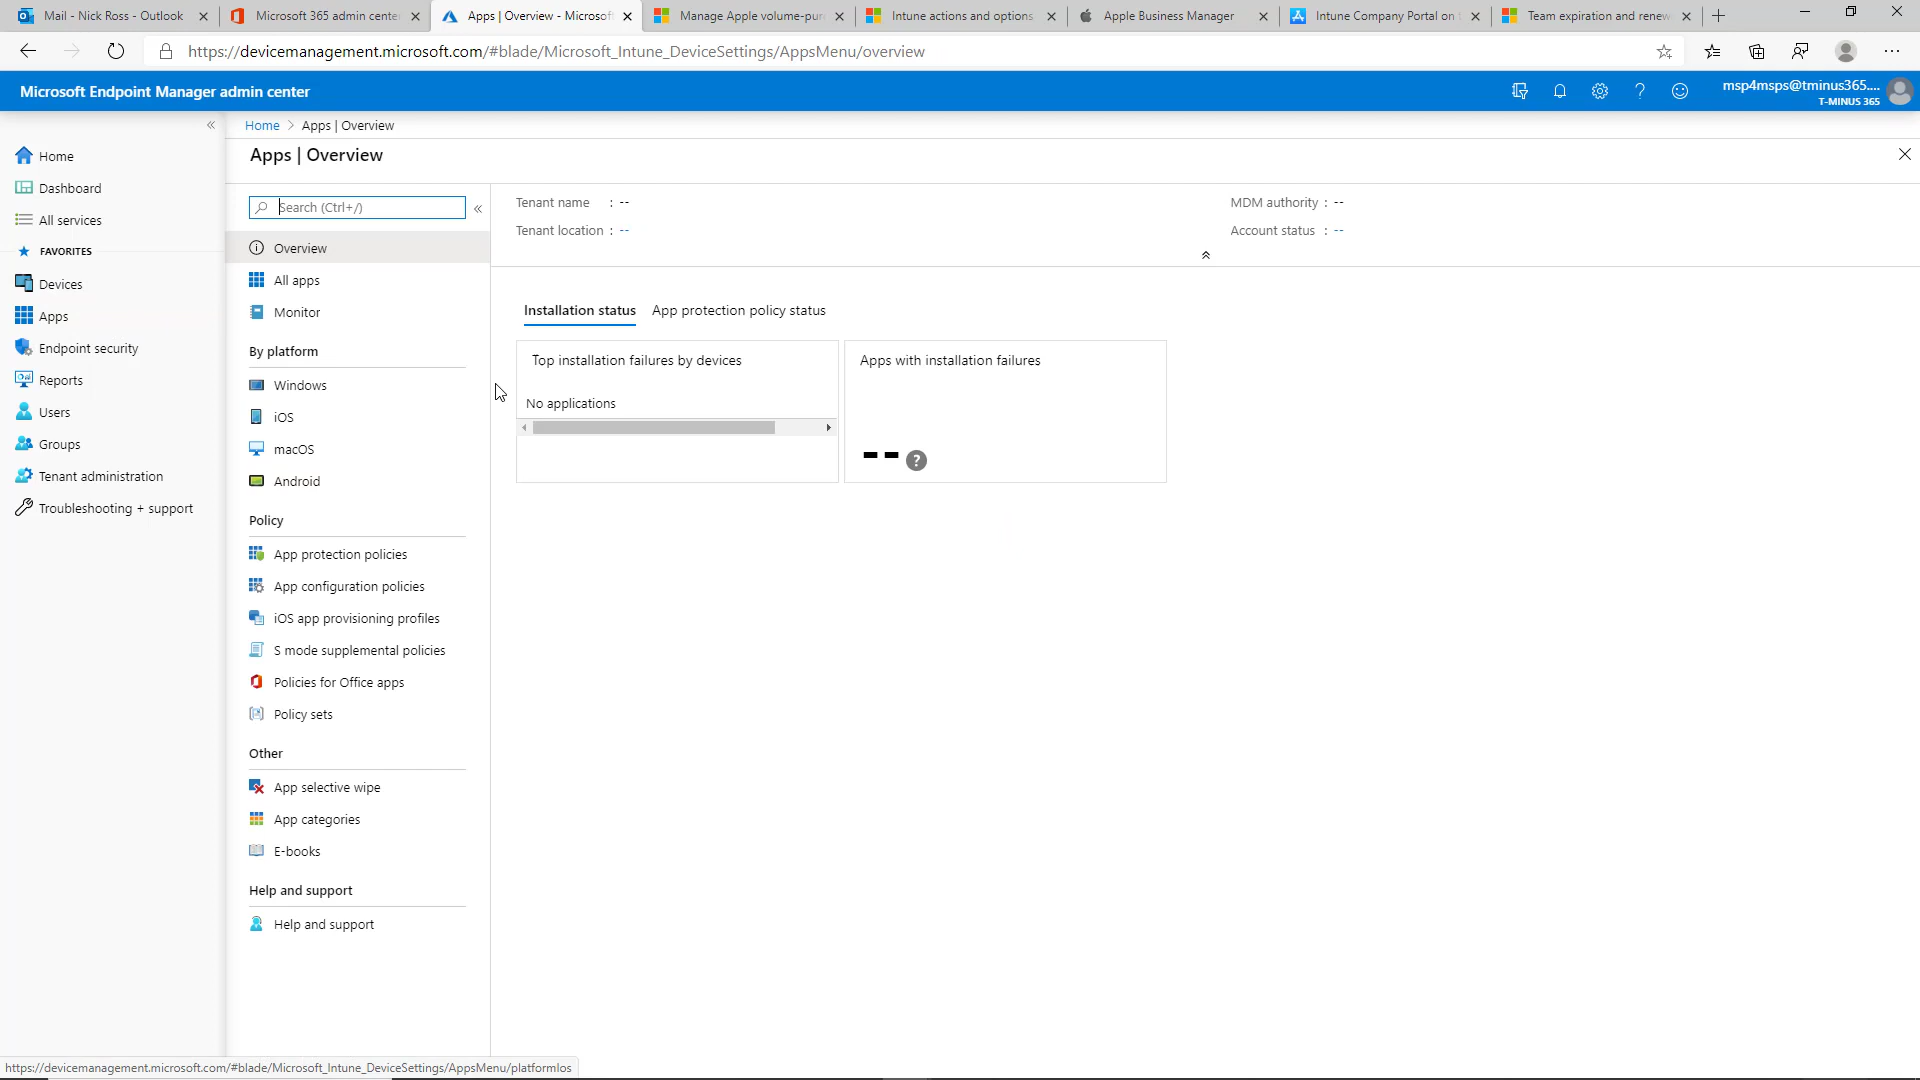 Mail - Nick Ross - Outlook
Microsoft 365 admin center
Apps | Overview - Microsoft
Manage Apple volume-pur
Intune actions and options
Apple Business Manager
Intune Company Portal on
Team expiration and renew
https://devicemanagement.microsoft.com/#blade/Microsoft_Intune_DeviceSettings/AppsMenu/overview
Microsoft Endpoint Manager admin center
msp4msps@tminus365....
T-MINUS 365
Home
Dashboard
All services
FAVORITES
Devices
Apps
Endpoint security
Reports
Users
Groups
Tenant administration
Troubleshooting + support
Home > Apps | Overview
Apps | Overview
Search (Ctrl+/)
Overview
All apps
Monitor
By platform
Windows
iOS
macOS
Android
Policy
App protection policies
App configuration policies
iOS app provisioning profiles
S mode supplemental policies
Policies for Office apps
Policy sets
Other
App selective wipe
App categories
E-books
Help and support
Help and support
Tenant name : --
Tenant location : --
MDM authority : --
Account status : --
Installation status
App protection policy status
Top installation failures by devices
No applications
Apps with installation failures
-- ?
https://devicemanagement.microsoft.com/#blade/Microsoft_Intune_DeviceSettings/AppsMenu/platformIos